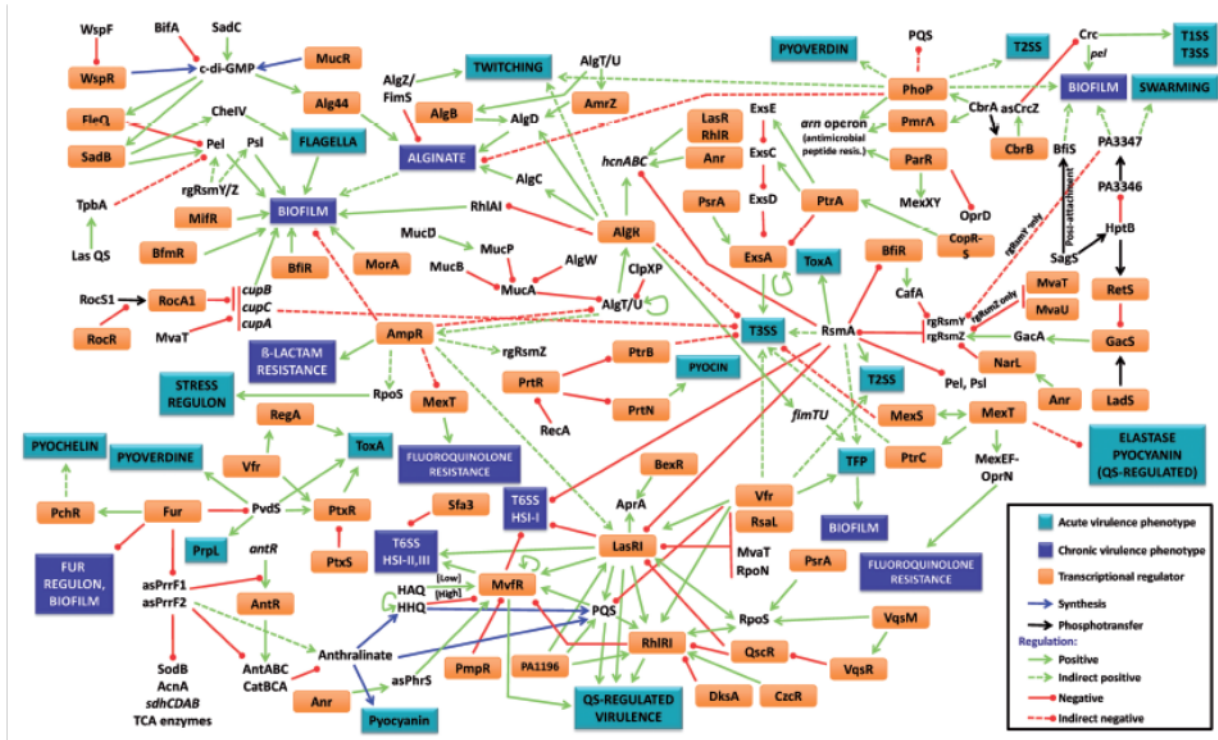 WspF
BifA
SadC
WspR
c-di-GMP
MucR
FleQ
CheIV
Alg44
SadB
Pel
Psl
FLAGELLA
rgRsmY/Z
TpbA
MifR
BIOFILM
Las QS
BfmR
BfiR
MorA
RocS1
RocA1
cupB
cupC
cupA
RocR
MvaT
AlgZ/
FimS
TWITCHING
AlgT/U
AlgB
AmrZ
AlgD
ALGINATE
AlgC
RhlAI
AlgR
MucD
MucP
MucB
AlgW
MucA
ClpXP
AlgT/U
AmpR
ß-LACTAM
RESISTANCE
rgRsmZ
STRESS
REGULON
RpoS
MexT
FLUOROQUINOLONE
RESISTANCE
PtrB
PrtR
PYOCIN
PrtN
RecA
PYOVERDIN
PQS
T2SS
PhoP
Crc
T1SS
T3SS
pel
BIOFILM
SWARMING
LasR
RhlR
ExsE
arn operon
(antimicrobial
peptide resis.)
PmrA
CbrA
asCrcZ
CbrB
BfiS
PA3347
hcnABC
Anr
ExsC
ParR
PA3346
PsrA
ExsD
PtrA
MexXY
OprD
Post-attachment
HptB
ExsA
ToxA
BfiR
CopR-
S
rgRsmY only
SagS
CafA
rgRsmZ only
MvaT
MvaU
RetS
T3SS
RsmA
rgRsmY
rgRsmZ
GacA
GacS
NarL
T2SS
Pel, Psl
Anr
LadS
fimTU
MexS
MexT
ELASTASE
PYOCYANIN
(QS-REGULATED)
PtrC
MexEF-
OprN
TFP
BIOFILM
FLUOROQUINOLONE
RESISTANCE
RegA
PYOCHELIN
PYOVERDINE
ToxA
Vfr
PchR
Fur
PvdS
PtxR
PrpL
PtxS
FUR
REGULON,
BIOFILM
antR
asPrrF1
asPrrF2
AntR
SodB
AcnA
sdhCDAB
TCA enzymes
AntABC
CatBCA
Anthralinate
Anr
asPhrS
Pyocyanin
Sfa3
T6SS
HSI-I
T6SS
HSI-II,III
BexR
AprA
LasRI
Vfr
RsaL
MvaT
RpoN
HAQ
[Low]
[High]
HHQ
MvfR
PQS
PsrA
RpoS
VqsM
RhlRI
QscR
VqsR
PmpR
PA1196
DksA
CzcR
QS-REGULATED
VIRULENCE
Acute virulence phenotype
Chronic virulence phenotype
Transcriptional regulator
Synthesis
Phosphotransfer
Regulation:
Positive
Indirect positive
Negative
Indirect negative